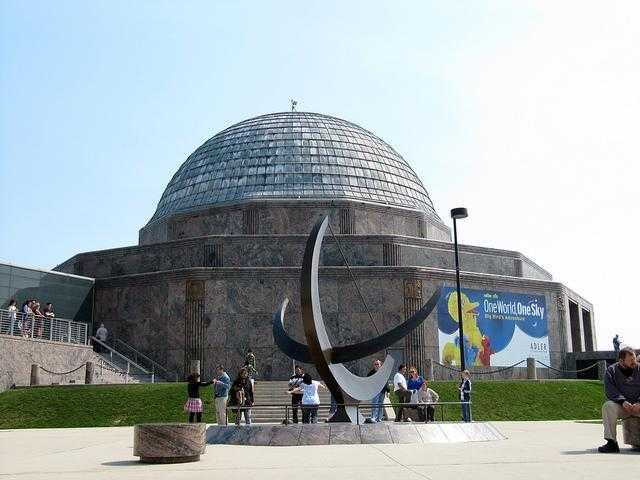 One World, One Sky
Big Bird's Adventure
ADLER